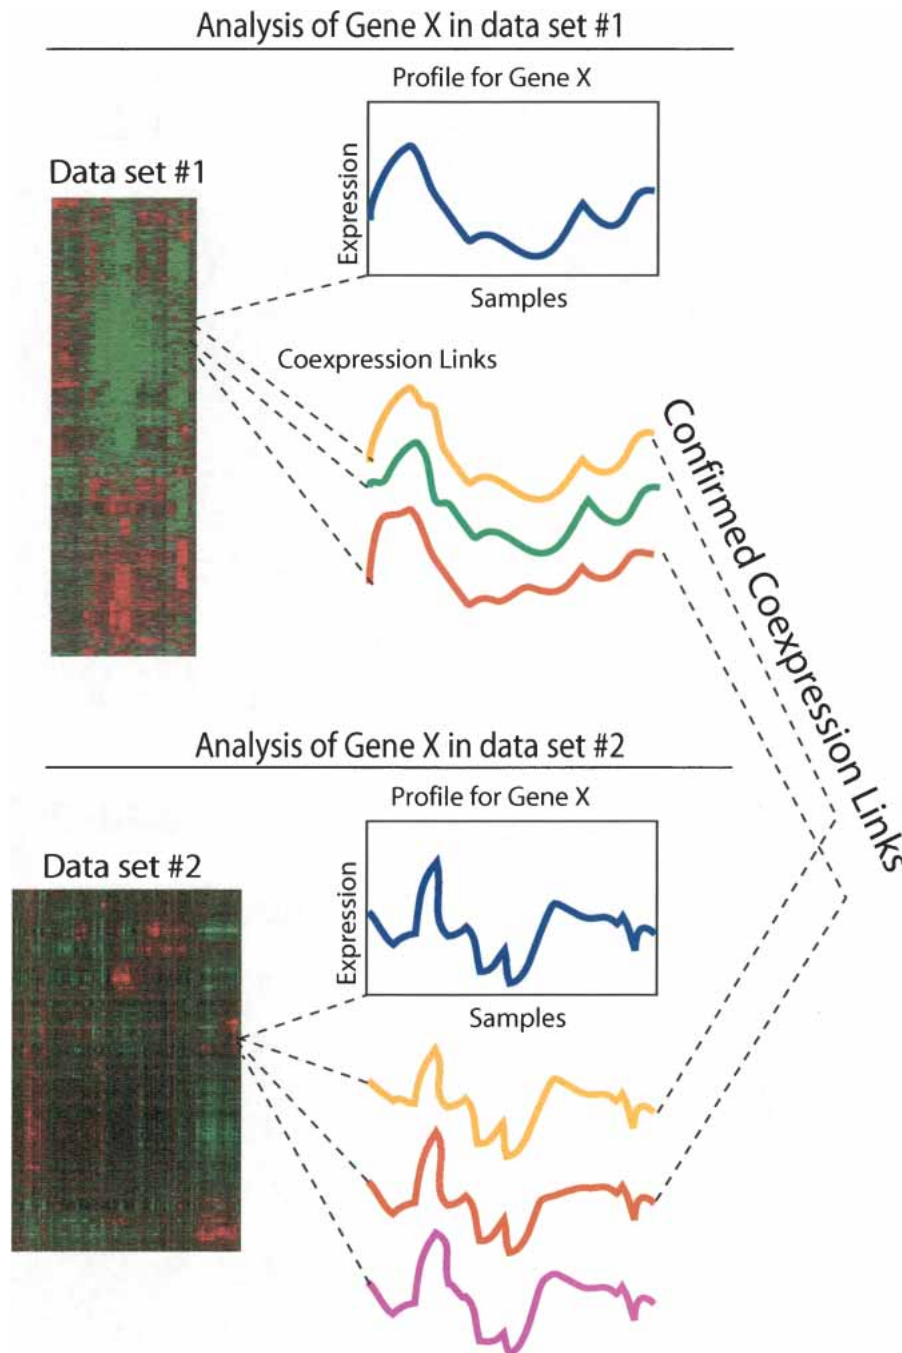 Analysis of Gene X in data set #1
Profile for Gene X
Data set #1
Expression
Samples
Coexpression Links
Confirmed Coexpression Links
Analysis of Gene X in data set #2
Profile for Gene X
Data set #2
Expression
Samples